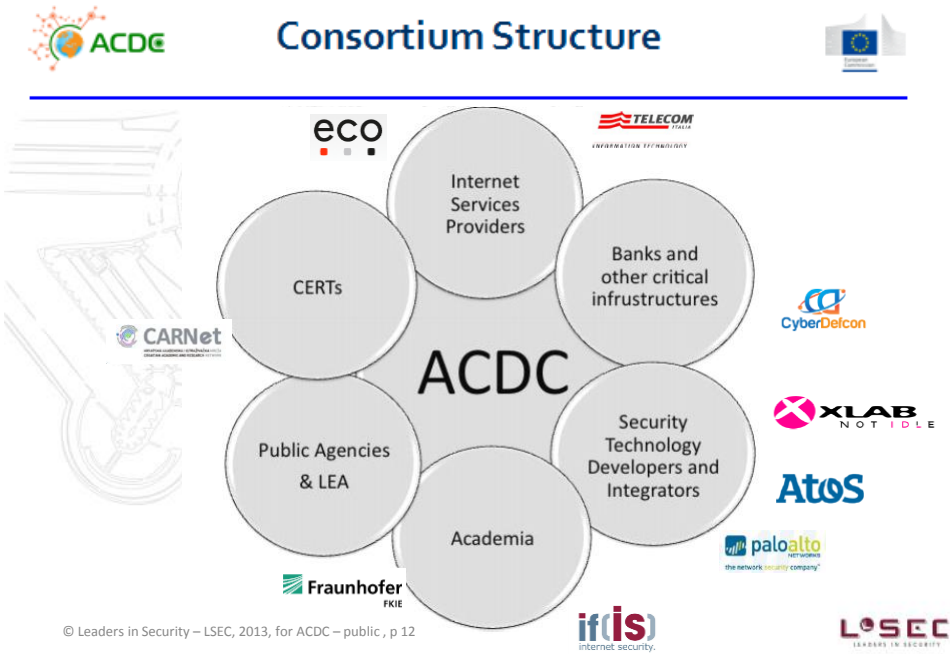 ACDC
Consortium Structure
European
Commission
eco
TELECOM
ITALIA
INFORMATION TECHNOLOGY
Internet
Services
Providers
CERTs
Banks and
other critical
infrustructures
CyberDefcon
CARNet
ACDC
XLAB
NOT IDLE
Public Agencies
& LEA
Security
Technology
Developers and
Integrators
Atos
Academia
paloalto
NETWORKS
the network security company
Fraunhofer
FKIE
© Leaders in Security – LSEC, 2013, for ACDC – public , p 12
if(is)
internet security.
LSEC
LEADERS IN SECURITY